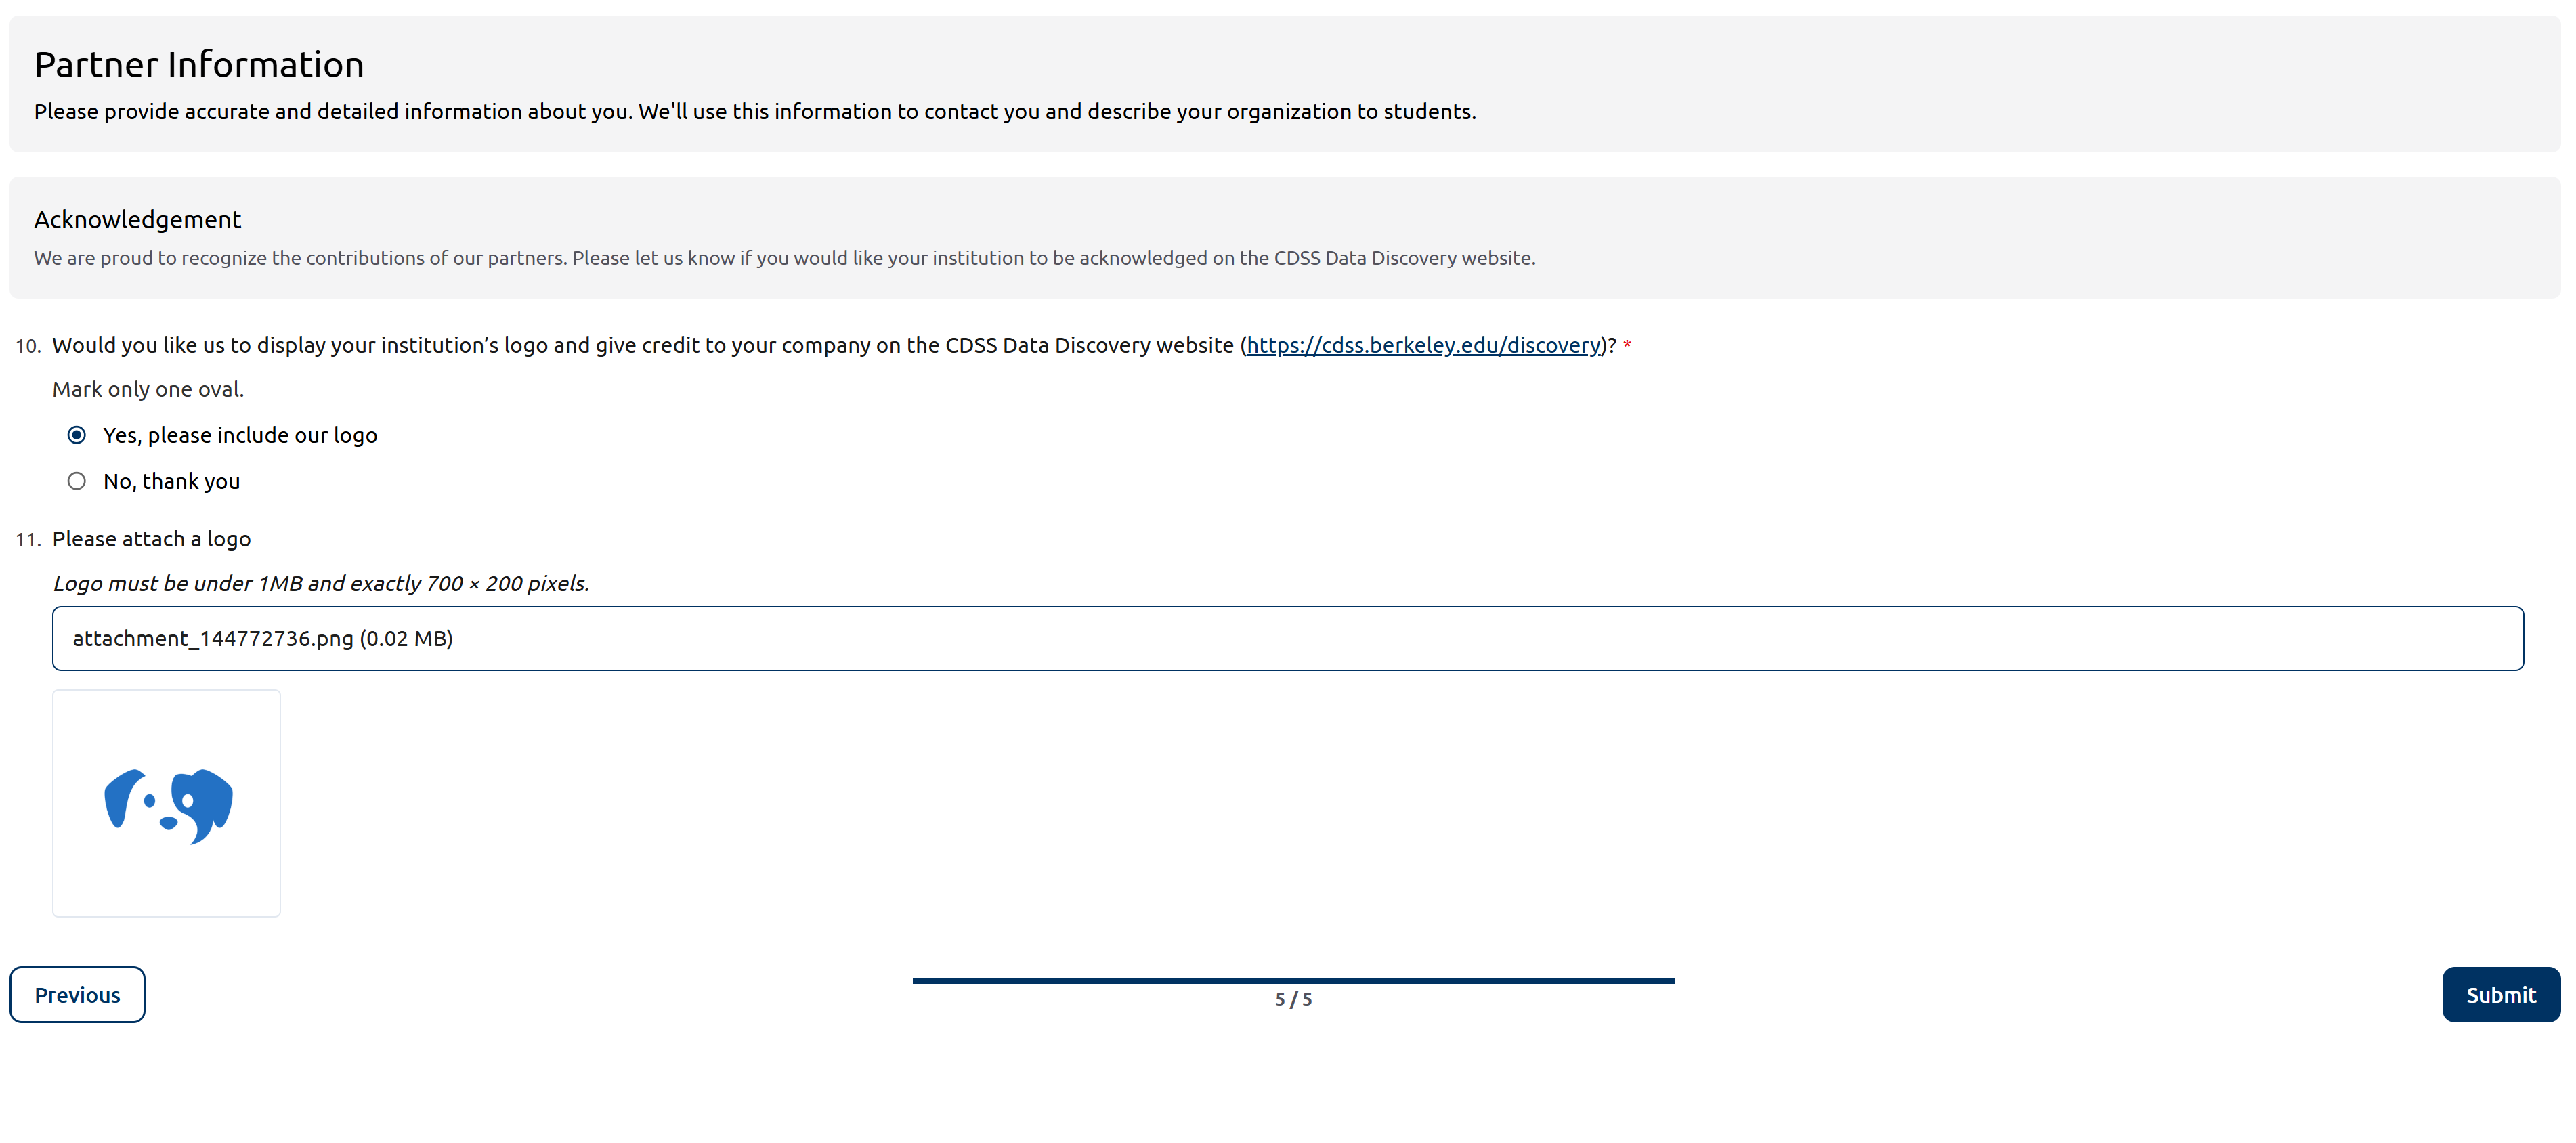 Partner Information
Please provide accurate and detailed information about you. We'll use this information to contact you and describe your organization to students.
Acknowledgement
We are proud to recognize the contributions of our partners. Please let us know if you would like your institution to be acknowledged on the CDSS Data Discovery website.
10. Would you like us to display your institution’s logo and give credit to your company on the CDSS Data Discovery website (https://cdss.berkeley.edu/discovery)? *
Mark only one oval.
Yes, please include our logo
No, thank you
11. Please attach a logo
Logo must be under 1MB and exactly 700 × 200 pixels.
attachment_144772736.png (0.02 MB)
Previous
5 / 5
Submit